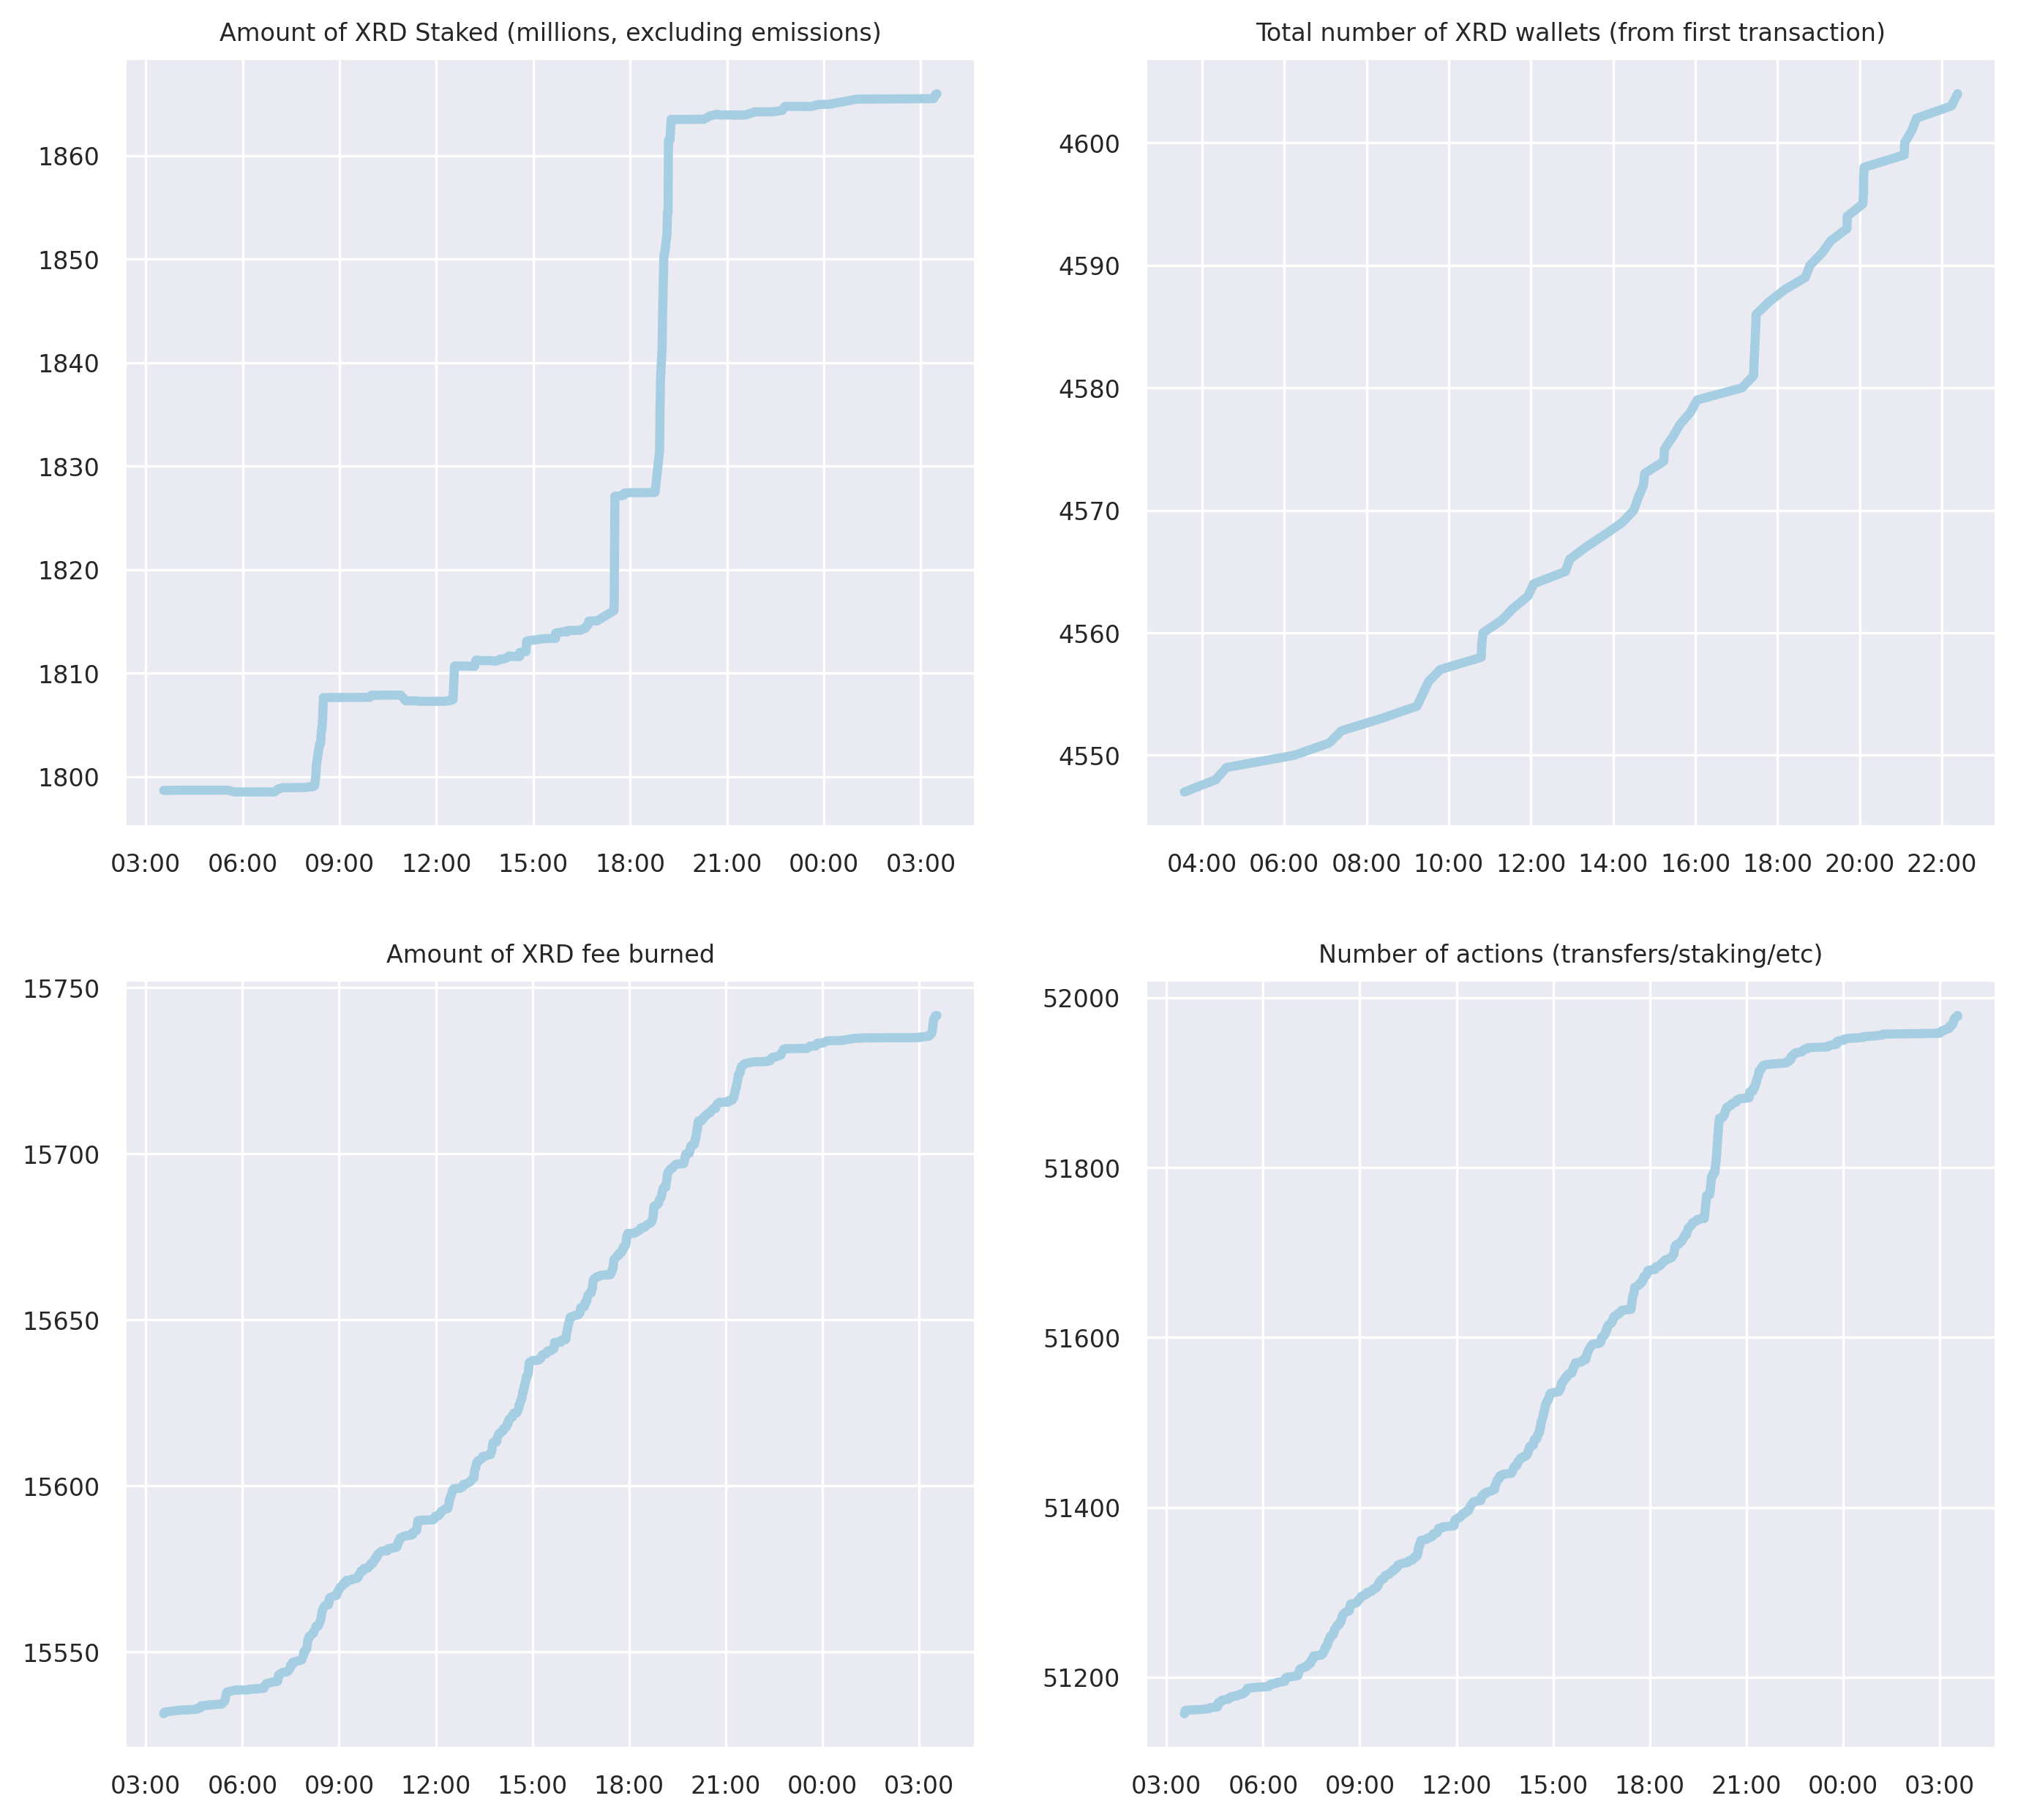 Amount of XRD Staked (millions, excluding emissions)
1860
1850
1840
1830
1820
1810
1800
03:00 06:00 09:00 12:00 15:00 18:00 21:00 00:00 03:00
Total number of XRD wallets (from first transaction)
4600
4590
4580
4570
4560
4550
04:00 06:00 08:00 10:00 12:00 14:00 16:00 18:00 20:00 22:00
Amount of XRD fee burned
15750
15700
15650
15600
15550
03:00 06:00 09:00 12:00 15:00 18:00 21:00 00:00 03:00
Number of actions (transfers/staking/etc)
52000
51800
51600
51400
51200
03:00 06:00 09:00 12:00 15:00 18:00 21:00 00:00 03:00